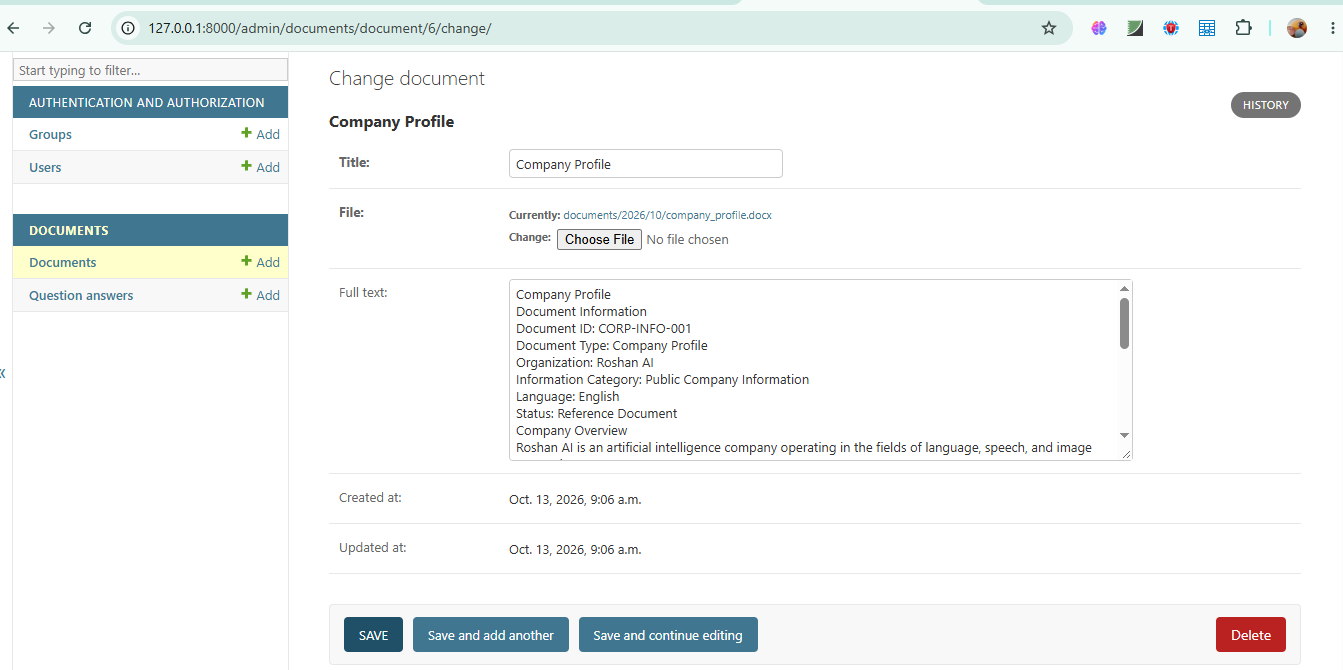 127.0.0.1:8000/admin/documents/document/6/change/
Start typing to filter...
AUTHENTICATION AND AUTHORIZATION
Groups + Add
Users + Add
DOCUMENTS
Documents + Add
Question answers + Add
Change document
HISTORY
Company Profile
Title: Company Profile
File: Currently: documents/2026/10/company_profile.docx
Change: Choose File No file chosen
Full text: Company Profile
Document Information
Document ID: CORP-INFO-001
Document Type: Company Profile
Organization: Roshan AI
Information Category: Public Company Information
Language: English
Status: Reference Document
Company Overview
Roshan AI is an artificial intelligence company operating in the fields of language, speech, and image
Created at: Oct. 13, 2026, 9:06 a.m.
Updated at: Oct. 13, 2026, 9:06 a.m.
SAVE Save and add another Save and continue editing Delete